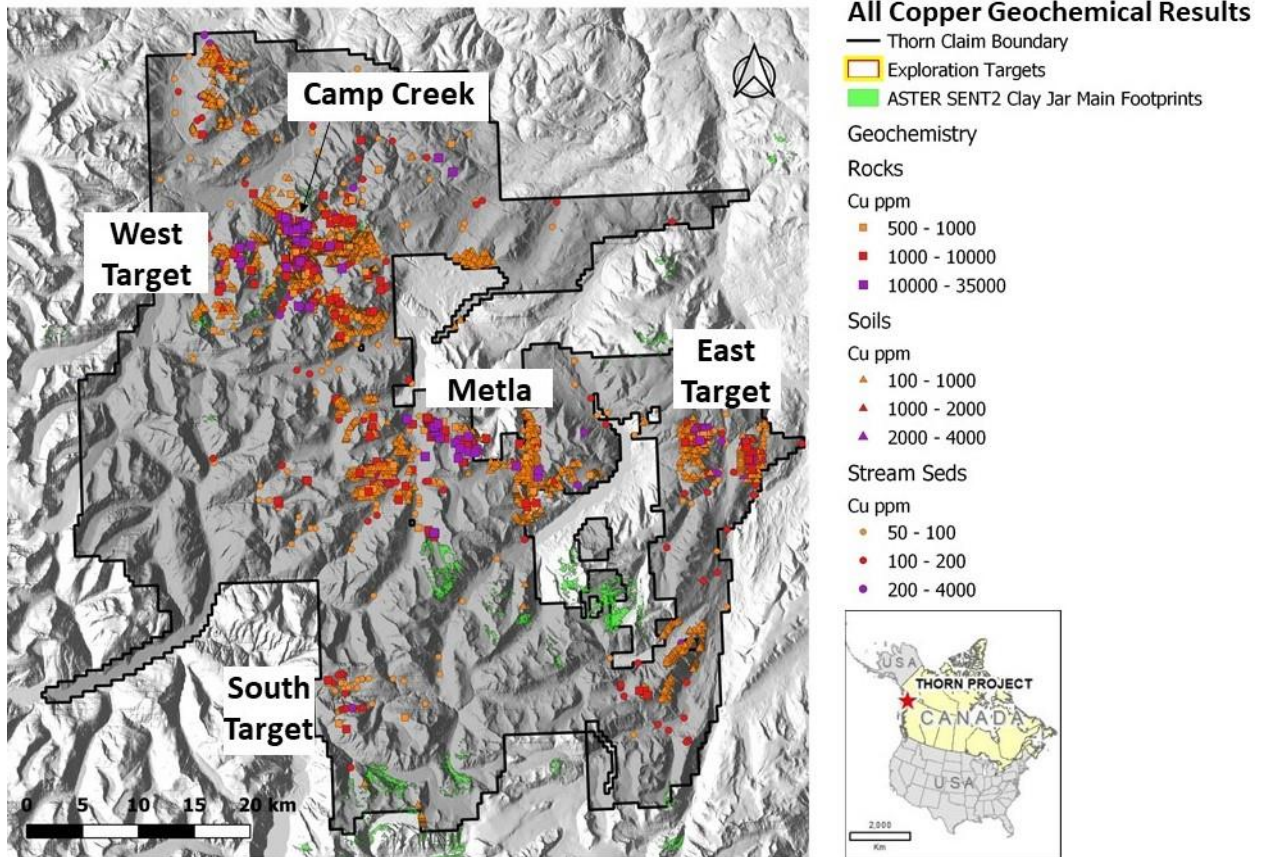 All Copper Geochemical Results
Thorn Claim Boundary
Exploration Targets
ASTER SENT2 Clay Jar Main Footprints
Geochemistry
Rocks
Cu ppm
500 - 1000
1000 - 10000
10000 - 35000
Soils
Cu ppm
100 - 1000
1000 - 2000
2000 - 4000
Stream Seds
Cu ppm
50 - 100
100 - 200
200 - 4000
Camp Creek
West
Target
Metla
East
Target
South
Target
0 5 10 15 20 km
USA
THORN PROJECT
CANADA
USA
2,000
Km